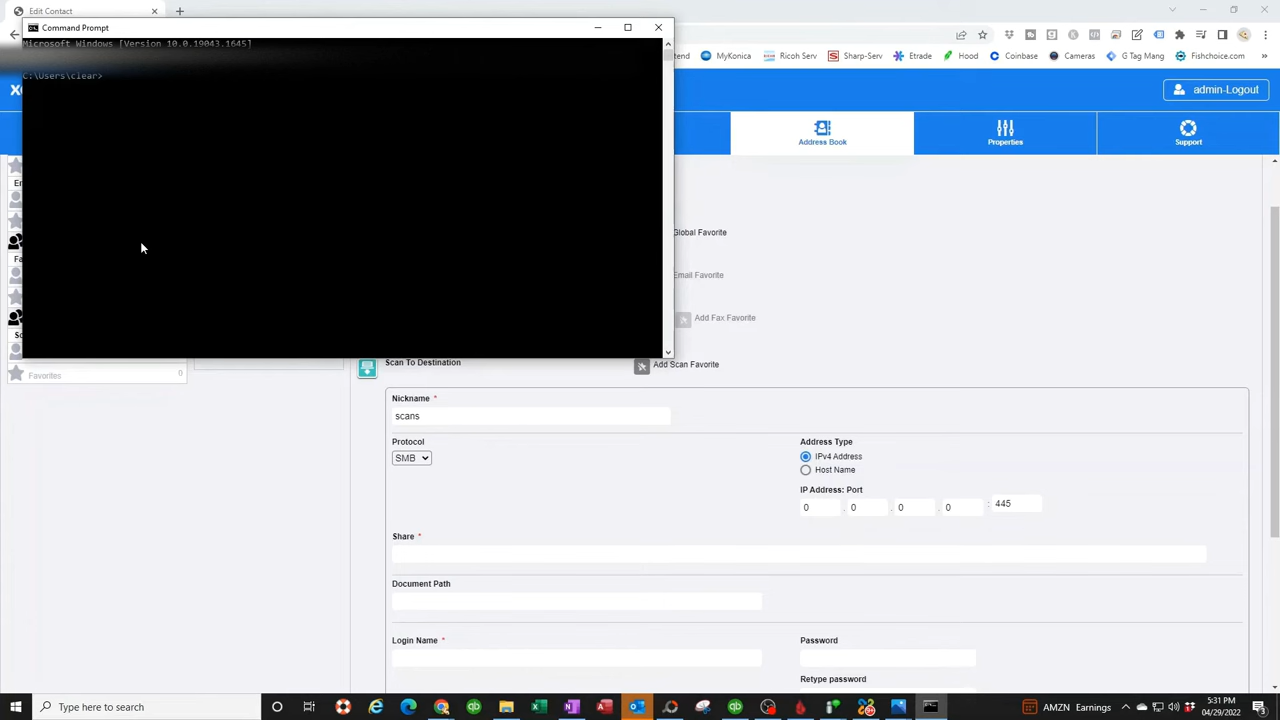 Edit Contact
Command Prompt
Microsoft Windows [Version 10.0.19043.1645]
C:\Users\clear>
MyKonica
Ricoh Serv
Sharp-Serv
Etrade
Hood
Coinbase
Cameras
G Tag Mang
Fishchoice.com
admin-Logout
Address Book
Properties
Support
Global Favorite
Email Favorite
Add Fax Favorite
Scan To Destination
Add Scan Favorite
Favorites
0
Nickname *
scans
Protocol
SMB
Address Type
IPv4 Address
Host Name
IP Address: Port
0 . 0 . 0 . 0 : 445
Share *
Document Path
Login Name *
Password
Retype password
Type here to search
AMZN Earnings
5:31 PM
04/29/2022